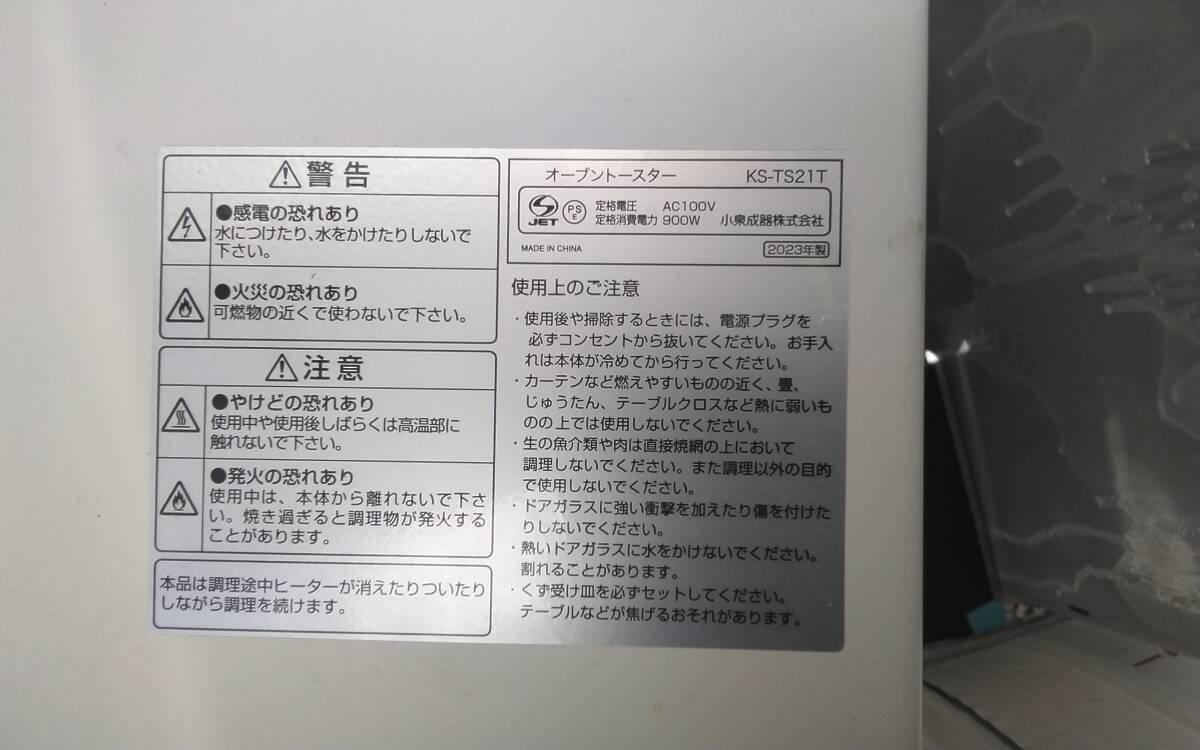 警告
●感電の恐れあり
水につけたり、水をかけたりしないで
下さい。
●火災の恐れあり
可燃物の近くで使わないで下さい。
注意
●やけどの恐れあり
使用中や使用後しばらくは高温部に
触れないで下さい。
●発火の恐れあり
使用中は、本体から離れないで下さ
い。焼き過ぎると調理物が発火する
ことがあります。
本品は調理途中ヒーターが消えたりついたり
しながら調理を続けます。
オーブントースター KS-TS21T
JET PSE 定格電圧 AC100V
定格消費電力 900W 小泉成器株式会社
MADE IN CHINA 2023年製
使用上のご注意
・使用後や掃除するときには、電源プラグを
必ずコンセントから抜いてください。お手入
れは本体が冷めてから行ってください。
・カーテンなど燃えやすいものの近く、畳、
じゅうたん、テーブルクロスなど熱に弱いも
のの上では使用しないでください。
・生の魚介類や肉は直接焼網の上において
調理しないでください。また調理以外の目的
で使用しないでください。
・ドアガラスに強い衝撃を加えたり傷を付けた
りしないでください。
・熱いドアガラスに水をかけないでください。
割れることがあります。
・くず受け皿を必ずセットしてください。
テーブルなどが焦げるおそれがあります。